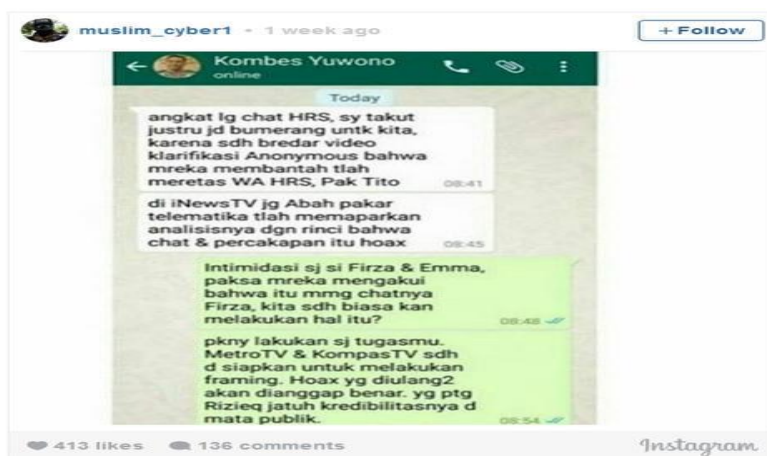 muslim_cyber1 • 1 week ago
+ Follow
Kombes Yuwono
online
Today
angkat lg chat HRS, sy takut
justru jd bumerang untk kita,
karena sdh bredar video
klarifikasi Anonymous bahwa
mreka membantah tlah
meretas WA HRS, Pak Tito 08:41
di iNewsTV jg Abah pakar
telematika tlah memaparkan
analisisnya dgn rinci bahwa
chat & percakapan itu hoax 08:45
Intimidasi sj si Firza & Emma,
paksa mreka mengakui
bahwa itu mmg chatnya
Firza, kita sdh biasa kan
melakukan hal itu? 08:48
pkny lakukan sj tugasmu.
MetroTV & KompasTV sdh
d siapkan untuk melakukan
framing. Hoax yg diulang2
akan dianggap benar. yg ptg
Rizieq jatuh kredibilitasnya d
mata publik. 08:54
413 likes 136 comments
Instagram